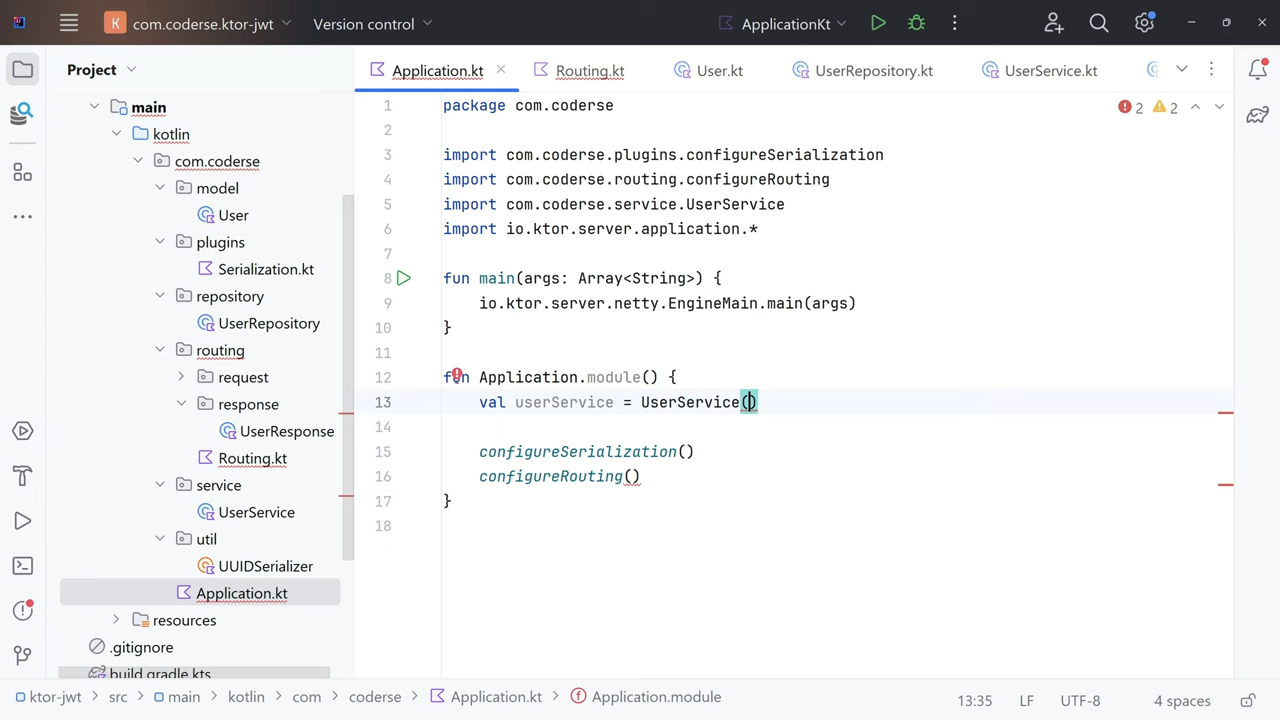 K com.coderse.ktor-jwt Version control ApplicationKt
Project
Application.kt Routing.kt User.kt UserRepository.kt UserService.kt
main
kotlin
com.coderse
model
User
plugins
Serialization.kt
repository
UserRepository
routing
request
response
UserResponse
Routing.kt
service
UserService
util
UUIDSerializer
Application.kt
resources
.gitignore
build.gradle.kts
2 2
1 package com.coderse
2
3 import com.coderse.plugins.configureSerialization
4 import com.coderse.routing.configureRouting
5 import com.coderse.service.UserService
6 import io.ktor.server.application.*
7
8 fun main(args: Array<String>) {
9 io.ktor.server.netty.EngineMain.main(args)
10 }
11
12 fun Application.module() {
13 val userService = UserService()
14
15 configureSerialization()
16 configureRouting()
17 }
18
ktor-jwt > src > main > kotlin > com > coderse > Application.kt > Application.module 13:35 LF UTF-8 4 spaces